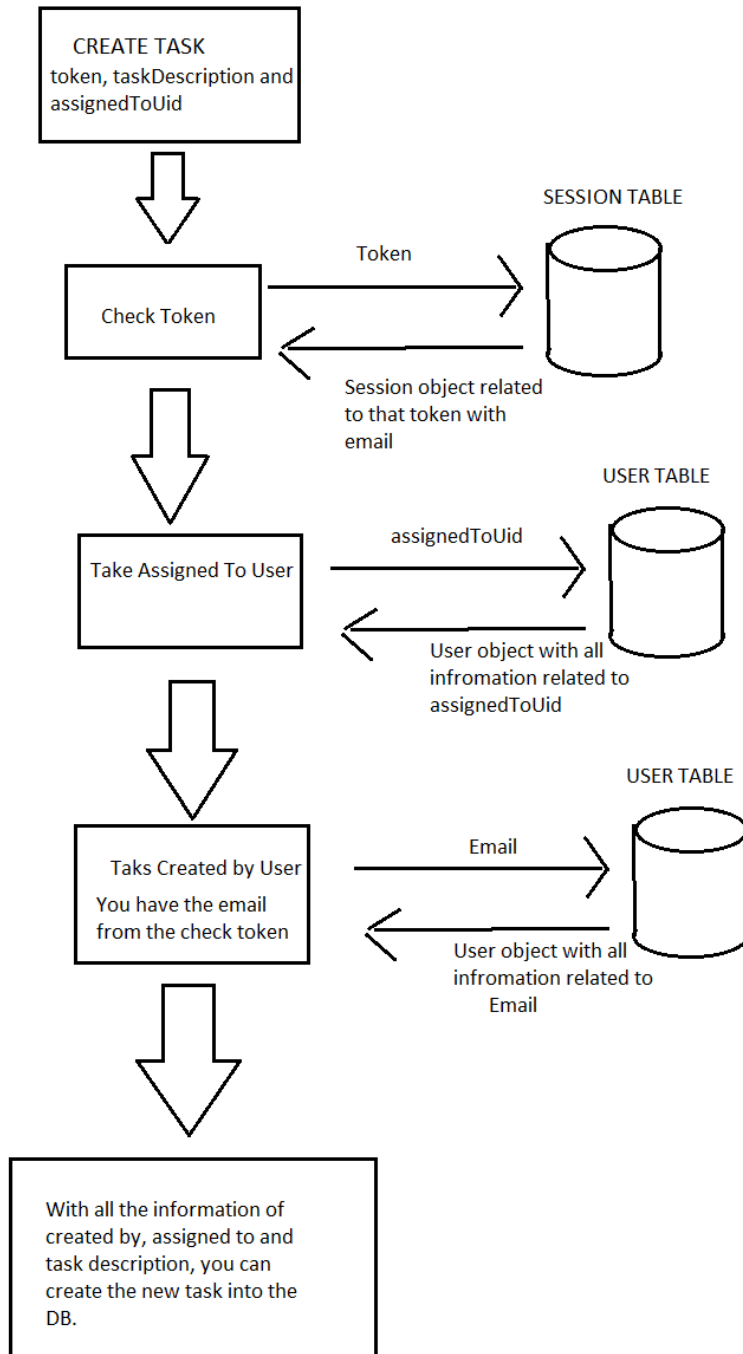 CREATE TASK
token, taskDescription and
assignedToUid
SESSION TABLE
Token
Check Token
Session object related
to that token with
email
USER TABLE
assignedToUid
Take Assigned To User
User object with all
infromation related to
assignedToUid
USER TABLE
Email
Taks Created by User
You have the email
from the check token
User object with all
infromation related to
Email
With all the information of
created by, assigned to and
task description, you can
create the new task into the
DB.